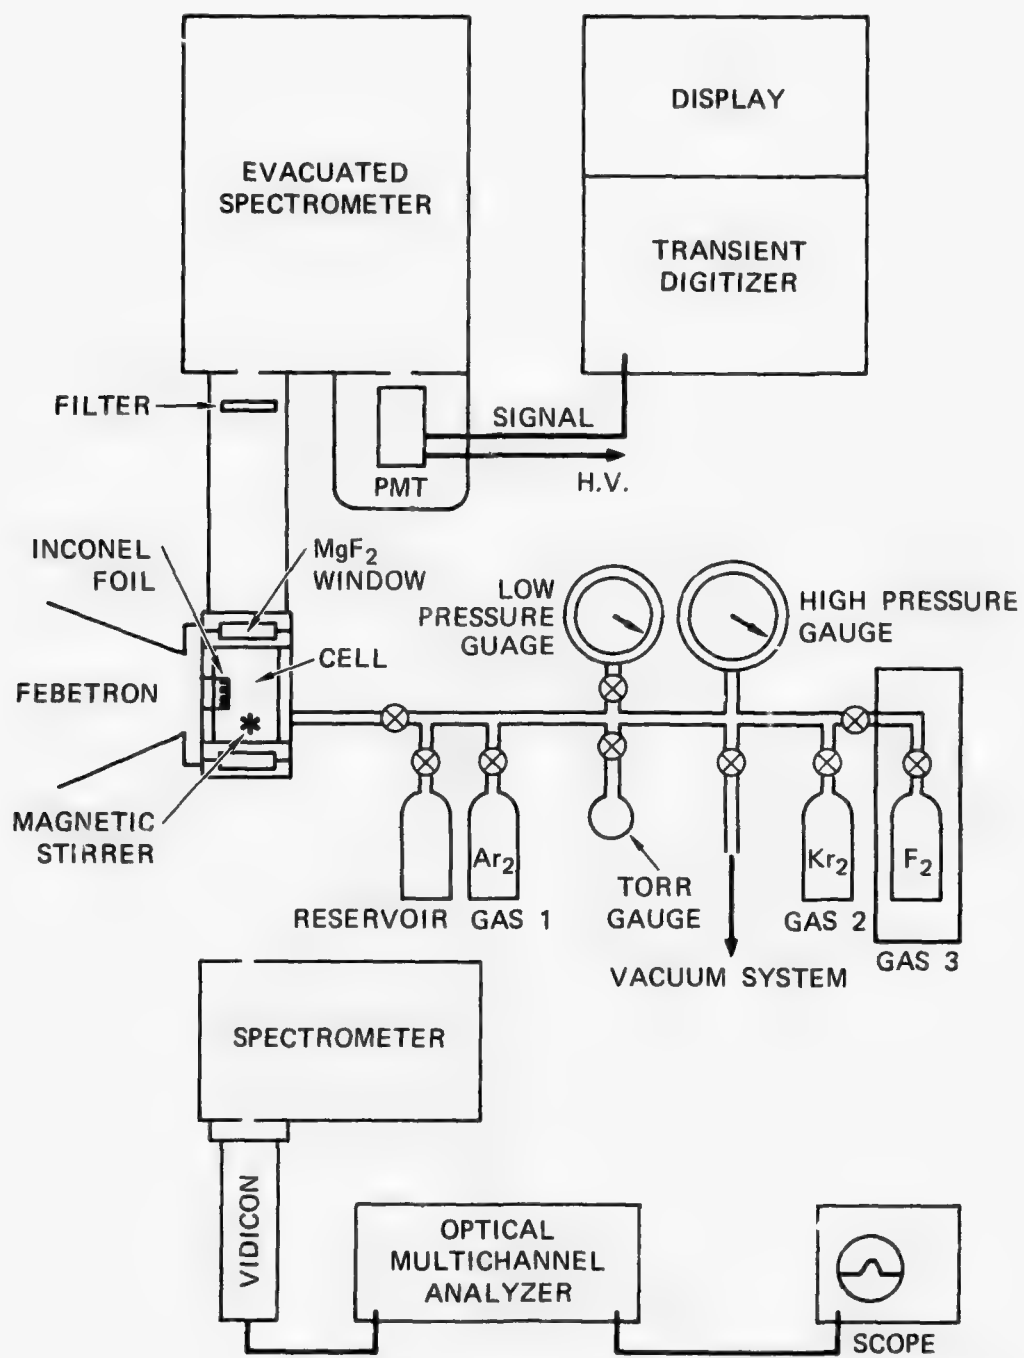 EVACUATED
SPECTROMETER
DISPLAY
TRANSIENT
DIGITIZER
FILTER
SIGNAL
PMT
H.V.
INCONEL
FOIL
MgF₂
WINDOW
LOW
PRESSURE
GUAGE
HIGH PRESSURE
GAUGE
CELL
FEBETRON
MAGNETIC
STIRRER
Ar₂
Kr₂
F₂
RESERVOIR
GAS 1
TORR
GAUGE
GAS 2
GAS 3
VACUUM SYSTEM
SPECTROMETER
VIDICON
OPTICAL
MULTICHANNEL
ANALYZER
SCOPE